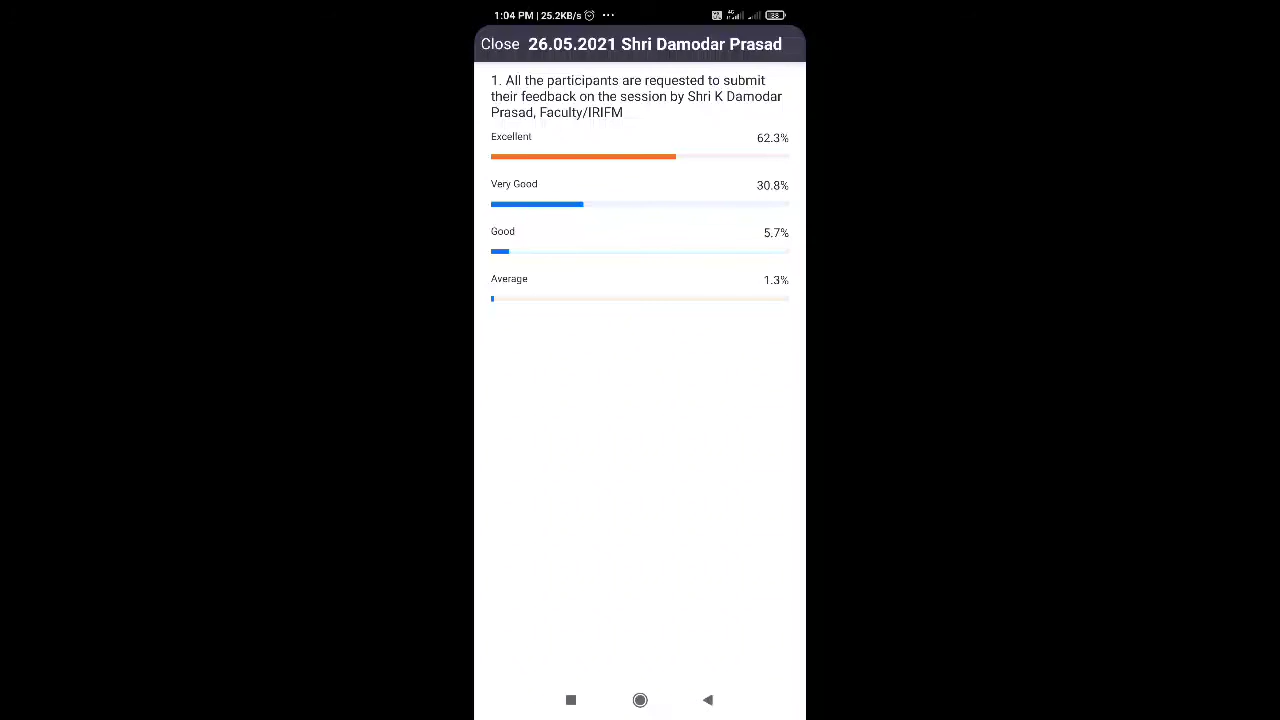 1:04 PM | 25.2KB/s ...
4G 38
Close 26.05.2021 Shri Damodar Prasad
1. All the participants are requested to submit
their feedback on the session by Shri K Damodar
Prasad, Faculty/IRIFM
Excellent 62.3%
Very Good 30.8%
Good 5.7%
Average 1.3%